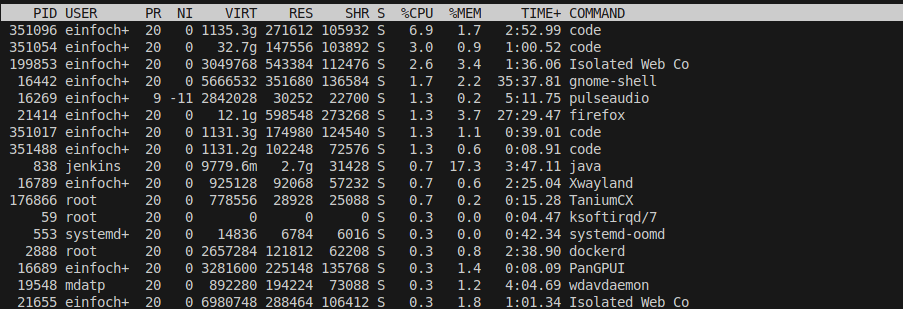 PID USER PR NI VIRT RES SHR S %CPU %MEM TIME+ COMMAND
351096 einfoch+ 20 0 1135.3g 271612 105932 S 6.9 1.7 2:52.99 code
351054 einfoch+ 20 0 32.7g 147556 103892 S 3.0 0.9 1:00.52 code
199853 einfoch+ 20 0 3049768 543384 112476 S 2.6 3.4 1:36.06 Isolated Web Co
16442 einfoch+ 20 0 5666532 351680 136584 S 1.7 2.2 35:37.81 gnome-shell
16269 einfoch+ 9 -11 2842028 30252 22700 S 1.3 0.2 5:11.75 pulseaudio
21414 einfoch+ 20 0 12.1g 598548 273268 S 1.3 3.7 27:29.47 firefox
351017 einfoch+ 20 0 1131.3g 174980 124540 S 1.3 1.1 0:39.01 code
351488 einfoch+ 20 0 1131.2g 102248 72576 S 1.3 0.6 0:08.91 code
838 jenkins 20 0 9779.6m 2.7g 31428 S 0.7 17.3 3:47.11 java
16789 einfoch+ 20 0 925128 92068 57232 S 0.7 0.6 2:25.04 Xwayland
176866 root 20 0 778556 28928 25088 S 0.7 0.2 0:15.28 TaniumCX
59 root 20 0 0 0 0 S 0.3 0.0 0:04.47 ksoftirqd/7
553 systemd+ 20 0 14836 6784 6016 S 0.3 0.0 0:42.34 systemd-oomd
2888 root 20 0 2657284 121812 62208 S 0.3 0.8 2:38.90 dockerd
16689 einfoch+ 20 0 3281600 225148 135768 S 0.3 1.4 0:08.09 PanGPUI
19548 mdatp 20 0 892280 194224 73088 S 0.3 1.2 4:04.69 wdavdaemon
21655 einfoch+ 20 0 6980748 288464 106412 S 0.3 1.8 1:01.34 Isolated Web Co